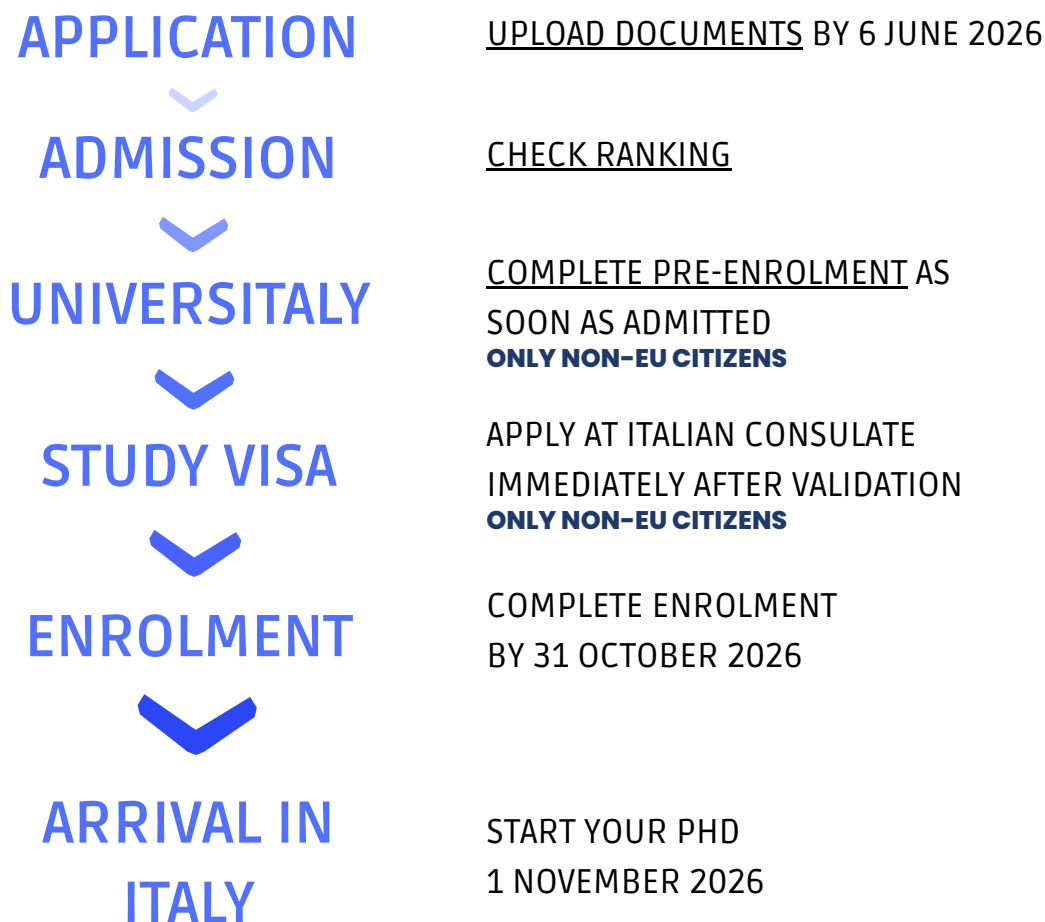 APPLICATION
UPLOAD DOCUMENTS BY 6 JUNE 2026
ADMISSION
CHECK RANKING
UNIVERSITALY
COMPLETE PRE-ENROLMENT AS
SOON AS ADMITTED
ONLY NON-EU CITIZENS
STUDY VISA
APPLY AT ITALIAN CONSULATE
IMMEDIATELY AFTER VALIDATION
ONLY NON-EU CITIZENS
ENROLMENT
COMPLETE ENROLMENT
BY 31 OCTOBER 2026
ARRIVAL IN
ITALY
START YOUR PHD
1 NOVEMBER 2026